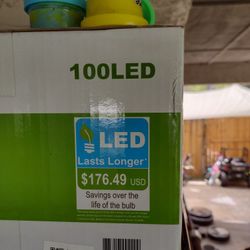 100LED
LED
Lasts Longer*
$176.49 USD
Savings over the
life of the bulb